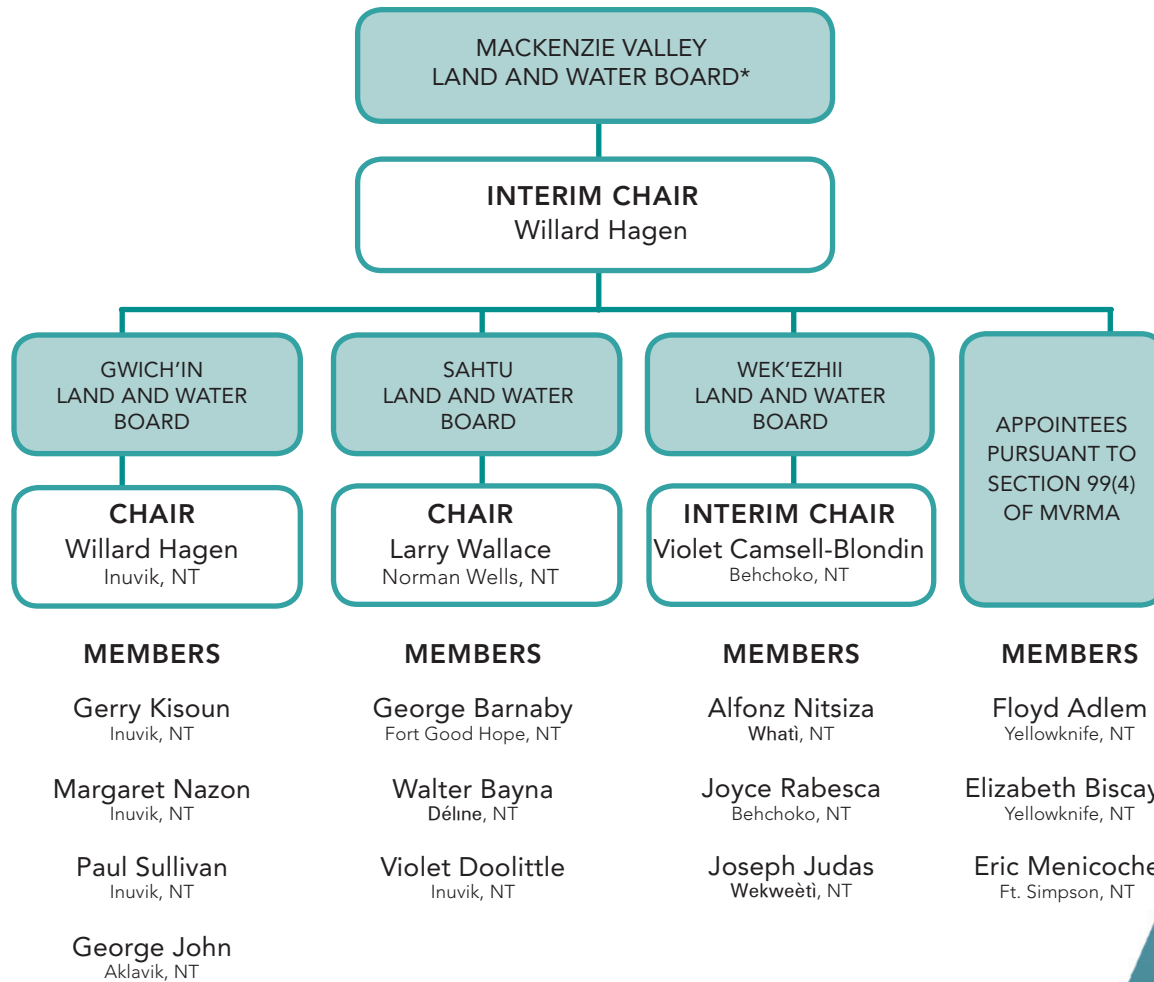 MACKENZIE VALLEY
LAND AND WATER BOARD*
INTERIM CHAIR
Willard Hagen
GWICH'IN
LAND AND WATER
BOARD
CHAIR
Willard Hagen
Inuvik, NT
MEMBERS
Gerry Kisoun
Inuvik, NT
Margaret Nazon
Inuvik, NT
Paul Sullivan
Inuvik, NT
George John
Aklavik, NT
SAHTU
LAND AND WATER
BOARD
CHAIR
Larry Wallace
Norman Wells, NT
MEMBERS
George Barnaby
Fort Good Hope, NT
Walter Bayna
Délıne, NT
Violet Doolittle
Inuvik, NT
WEK'EZHII
LAND AND WATER
BOARD
INTERIM CHAIR
Violet Camsell-Blondin
Behchoko, NT
MEMBERS
Alfonz Nitsiza
Whatì, NT
Joyce Rabesca
Behchoko, NT
Joseph Judas
Wekweètì, NT
APPOINTEES
PURSUANT TO
SECTION 99(4)
OF MVRMA
MEMBERS
Floyd Adlem
Yellowknife, NT
Elizabeth
Yellowknife, NT
Eric
Ft. Simpson, NT